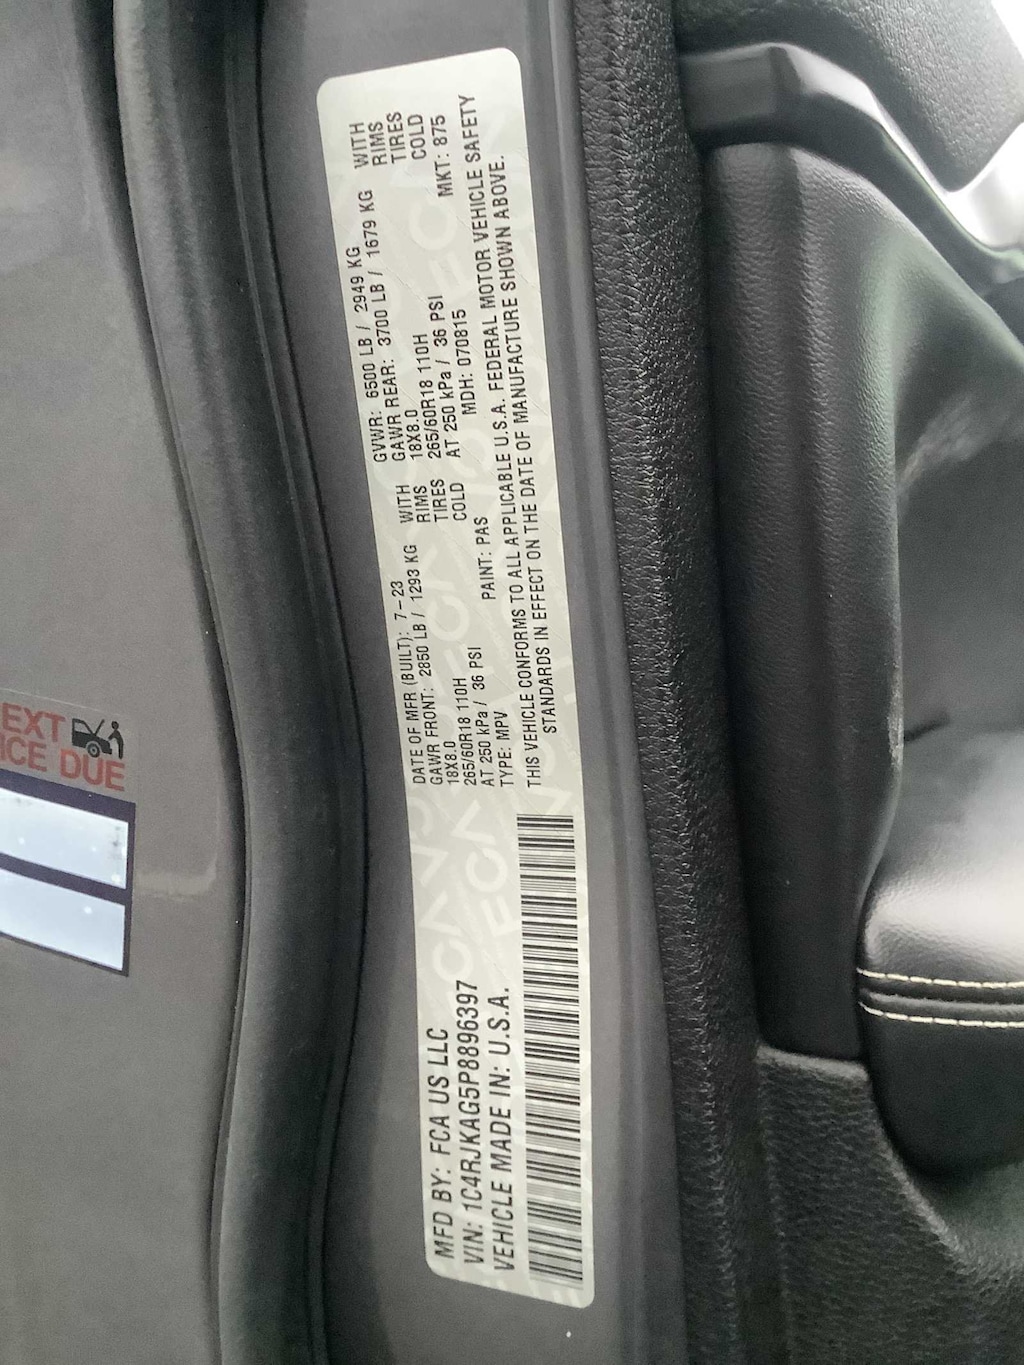 MFD BY: FCA US LLC
VIN: 1C4RJKAG5P8896397
VEHICLE MADE IN: U.S.A.
DATE OF MFR (BUILT): 7-23
GVWR: 6500 LB / 2949 KG
GAWR FRONT: 2850 LB / 1293 KG WITH
18X8.0 RIMS
265/60R18 110H TIRES
AT 250 kPa / 36 PSI COLD
GAWR REAR: 3700 LB / 1679 KG WITH
18X8.0 RIMS
265/60R18 110H TIRES
AT 250 kPa / 36 PSI COLD
TYPE: MPV PAINT: PAS MDH: 070815 MKT: 875
THIS VEHICLE CONFORMS TO ALL APPLICABLE U.S.A. FEDERAL MOTOR VEHICLE SAFETY
STANDARDS IN EFFECT ON THE DATE OF MANUFACTURE SHOWN ABOVE.
EXT
ICE DUE